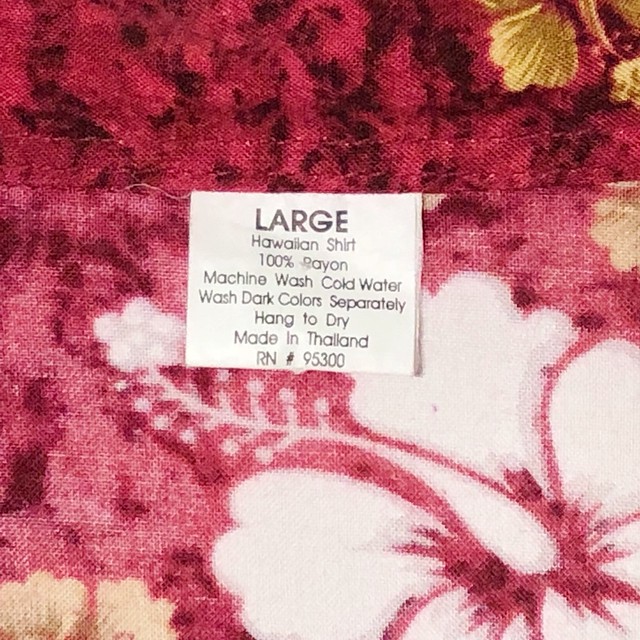 LARGE
Hawaiian Shirt
100% Rayon
Machine Wash Cold Water
Wash Dark Colors Separately
Hang to Dry
Made In Thailand
RN # 95300